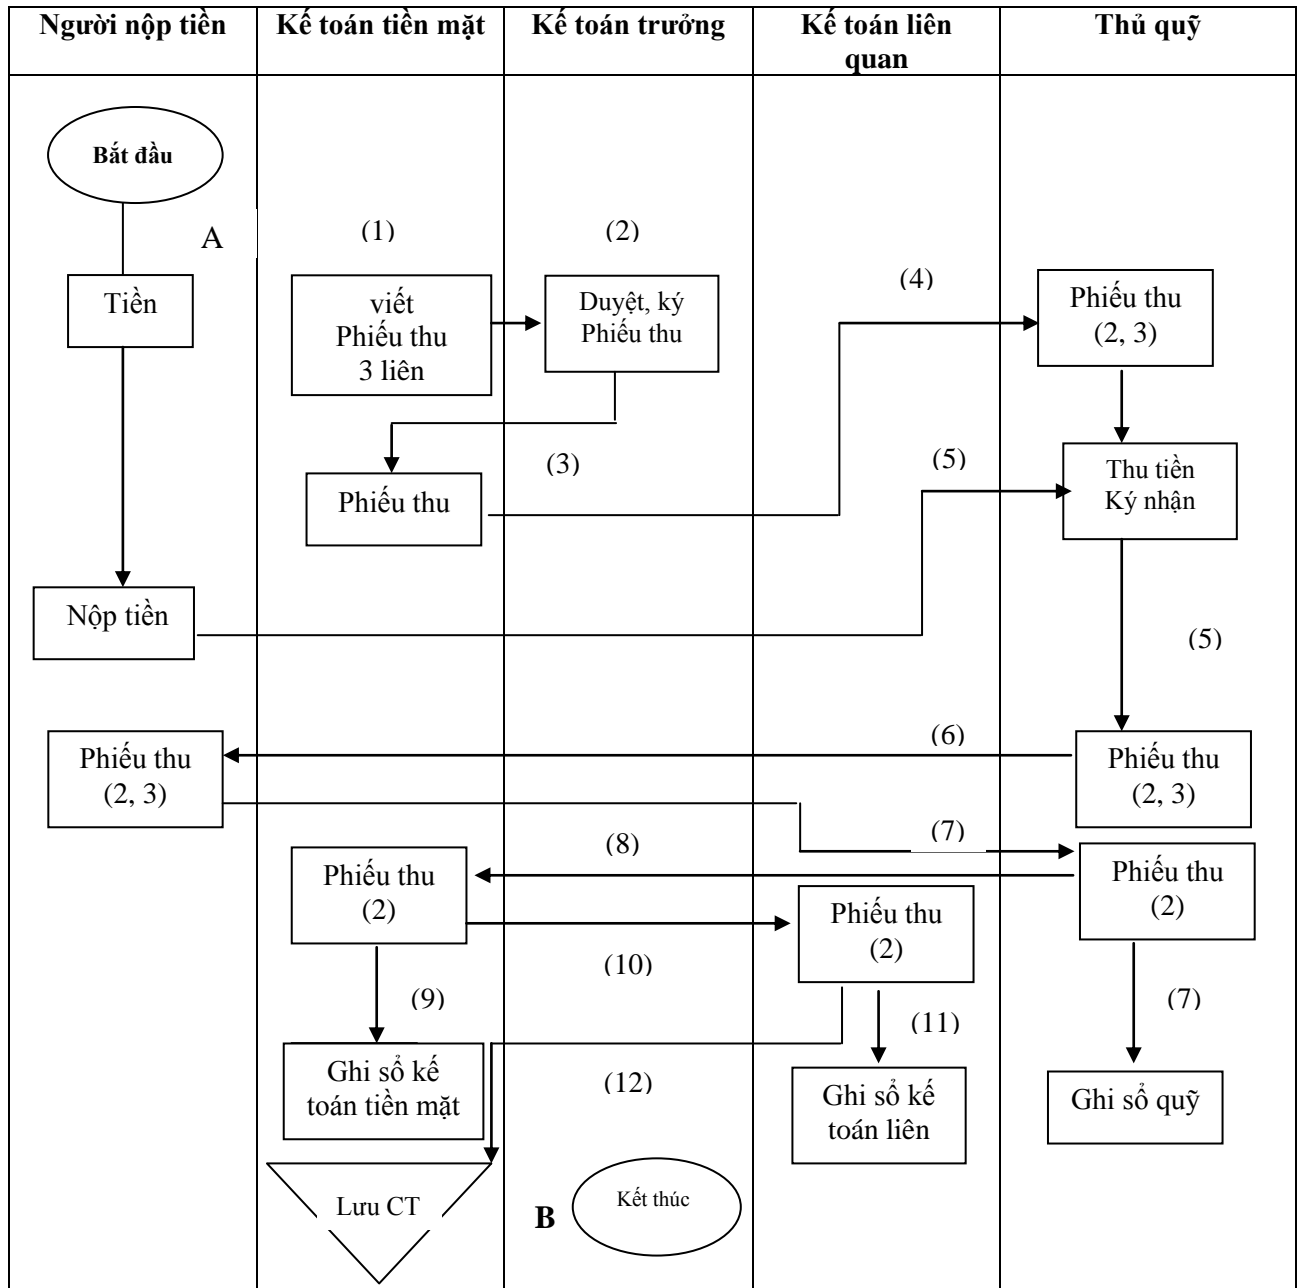 Người nộp tiền
Kế toán tiền mặt
Kế toán trưởng
Kế toán liên
quan
Thủ quỹ
Bắt đầu
A
(1)
(2)
(4)
Tiền
viết
Phiếu thu
3 liên
Duyệt, ký
Phiếu thu
Phiếu thu
(2, 3)
(3)
(5)
Phiếu thu
Thu tiền
Ký nhận
Nộp tiền
(5)
(6)
Phiếu thu
(2, 3)
Phiếu thu
(2, 3)
(7)
(8)
Phiếu thu
(2)
Phiếu thu
(2)
Phiếu thu
(2)
(10)
(9)
(11)
(7)
Ghi sổ kế
toán tiền mặt
(12)
Ghi sổ kế
toán liên
Ghi sổ quỹ
Lưu CT
B
Kết thúc